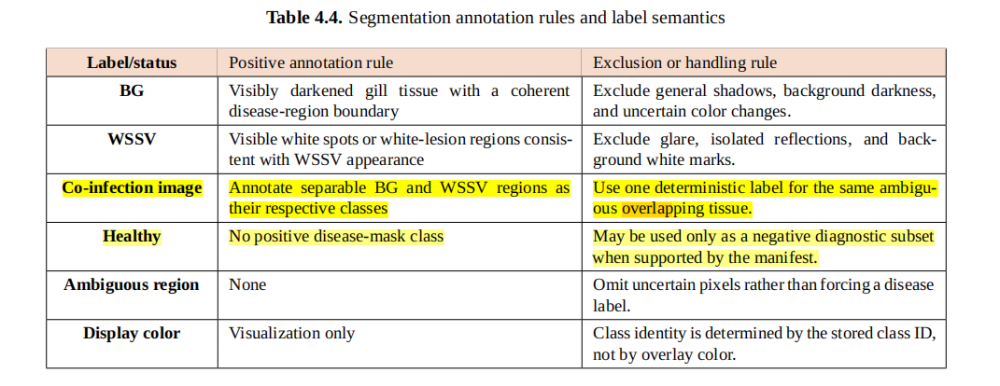 Table 4.4. Segmentation annotation rules and label semantics
Label/status Positive annotation rule Exclusion or handling rule
BG Visibly darkened gill tissue with a coherent Exclude general shadows, background darkness,
disease-region boundary and uncertain color changes.
WSSV Visible white spots or white-lesion regions consis- Exclude glare, isolated reflections, and back-
tent with WSSV appearance ground white marks.
Co-infection image Annotate separable BG and WSSV regions as Use one deterministic label for the same ambigu-
their respective classes ous overlapping tissue.
Healthy No positive disease-mask class May be used only as a negative diagnostic subset
when supported by the manifest.
Ambiguous region None Omit uncertain pixels rather than forcing a disease
label.
Display color Visualization only Class identity is determined by the stored class ID,
not by overlay color.